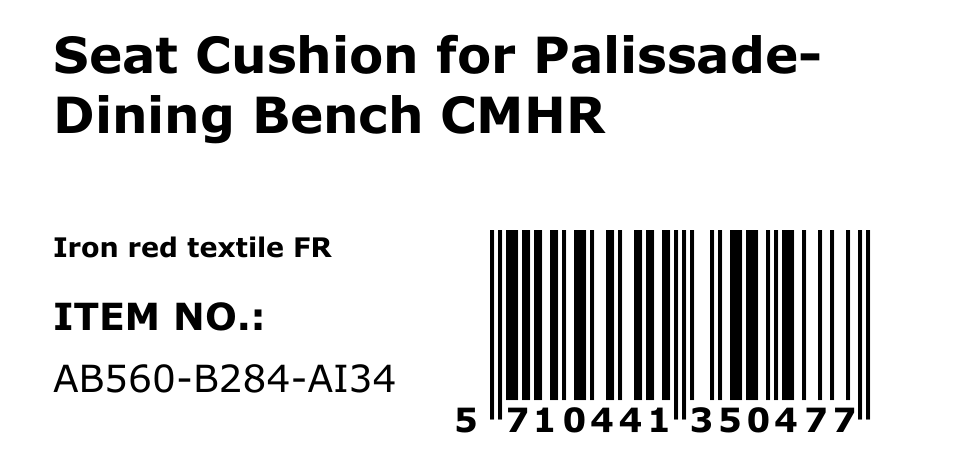 Seat Cushion for Palissade-
Dining Bench CMHR
Iron red textile FR
ITEM NO.:
AB560-B284-AI34
5 710441 350477